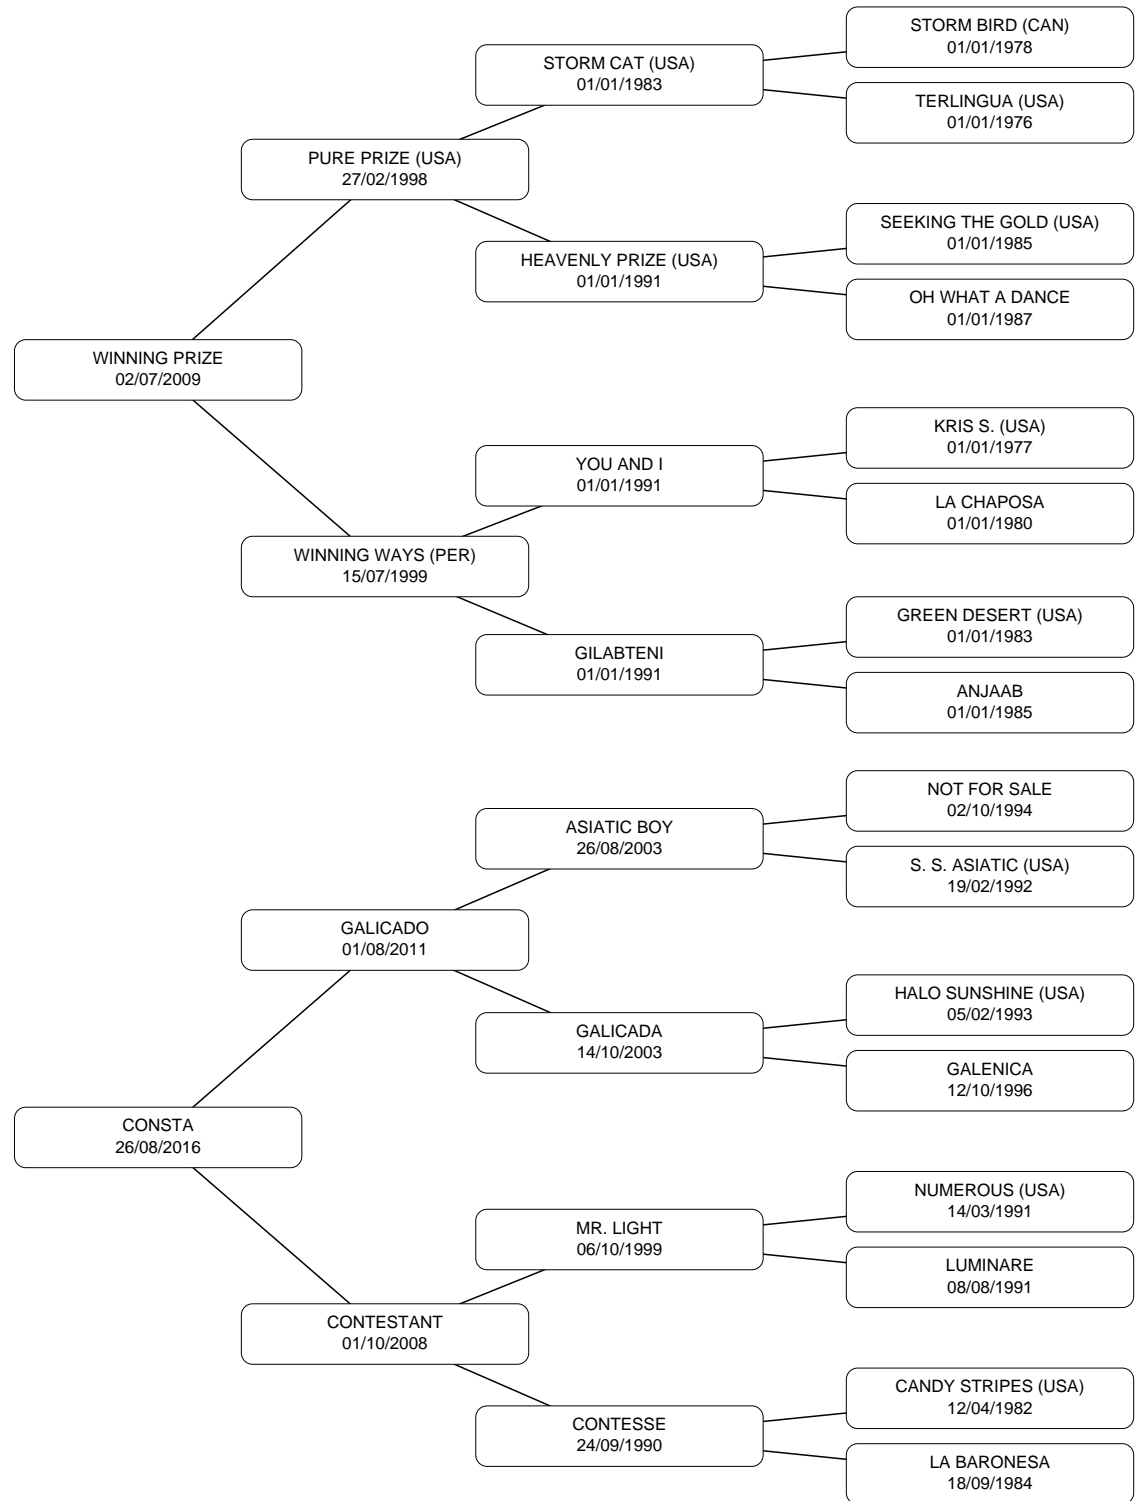 STORM BIRD (CAN)
01/01/1978
STORM CAT (USA)
01/01/1983
TERLINGUA (USA)
01/01/1976
PURE PRIZE (USA)
27/02/1998
SEEKING THE GOLD (USA)
01/01/1985
HEAVENLY PRIZE (USA)
01/01/1991
OH WHAT A DANCE
01/01/1987
WINNING PRIZE
02/07/2009
KRIS S. (USA)
01/01/1977
YOU AND I
01/01/1991
LA CHAPOSA
01/01/1980
WINNING WAYS (PER)
15/07/1999
GREEN DESERT (USA)
01/01/1983
GILABTENI
01/01/1991
ANJAAB
01/01/1985
NOT FOR SALE
02/10/1994
ASIATIC BOY
26/08/2003
S. S. ASIATIC (USA)
19/02/1992
GALICADO
01/08/2011
HALO SUNSHINE (USA)
05/02/1993
GALICADA
14/10/2003
GALENICA
12/10/1996
CONSTA
26/08/2016
NUMEROUS (USA)
14/03/1991
MR. LIGHT
06/10/1999
LUMINARE
08/08/1991
CONTESTANT
01/10/2008
CANDY STRIPES (USA)
12/04/1982
CONTESSE
24/09/1990
LA BARONESA
18/09/1984